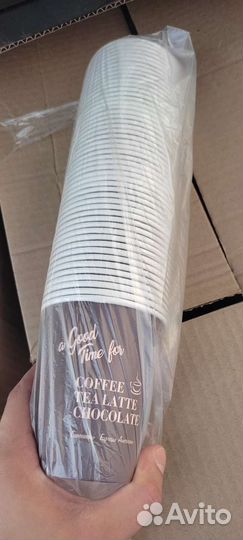 a Good
Time for
COFFEE
TEA LATTE
CHOCOLATE
Avito